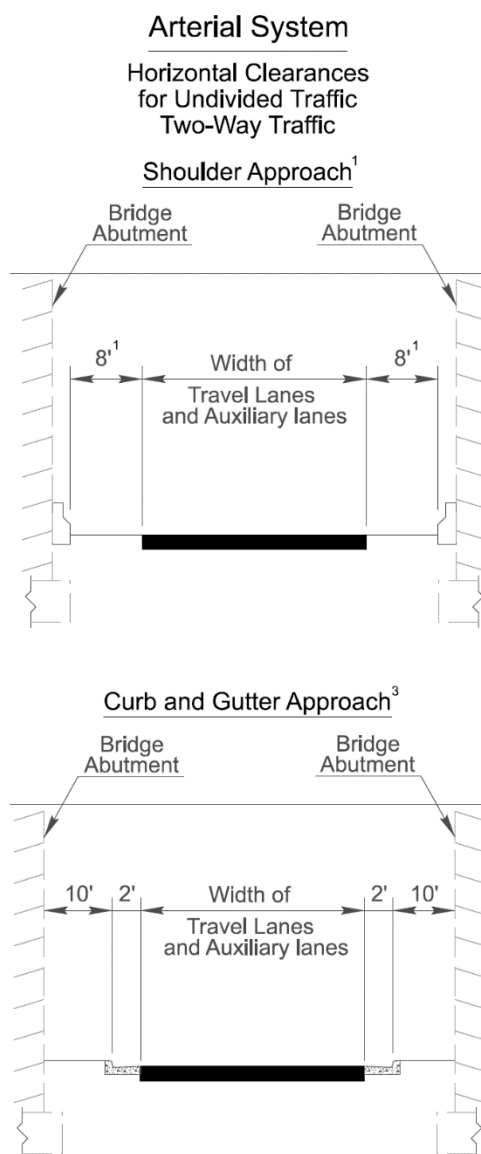 Arterial System
Horizontal Clearances
for Undivided Traffic
Two-Way Traffic
Shoulder Approach¹
Bridge
Abutment
Bridge
Abutment
8'¹
Width of
Travel Lanes
and Auxiliary lanes
8'¹
Curb and Gutter Approach³
Bridge
Abutment
Bridge
Abutment
10'
2'
Width of
Travel Lanes
and Auxiliary lanes
2'
10'